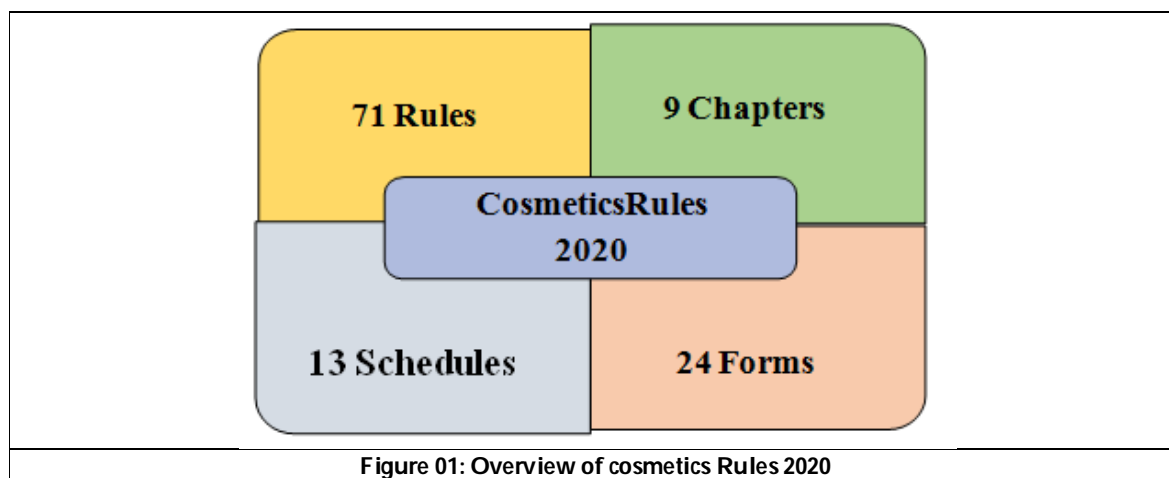 71 Rules
9 Chapters
CosmeticsRules
2020
13 Schedules
24 Forms
Figure 01: Overview of cosmetics Rules 2020